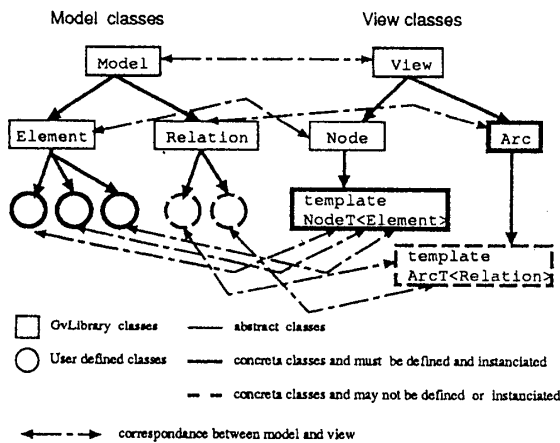 Model classes
View classes
Model
View
Element
Relation
Node
Arc
template
NodeT<Element>
template
ArcT<Relation>
GvLibrary classes
abstract classes
User defined classes
concreta classes and must be defined and instanciated
concreta classes and may not be defined or instanciated
correspondance between model and view